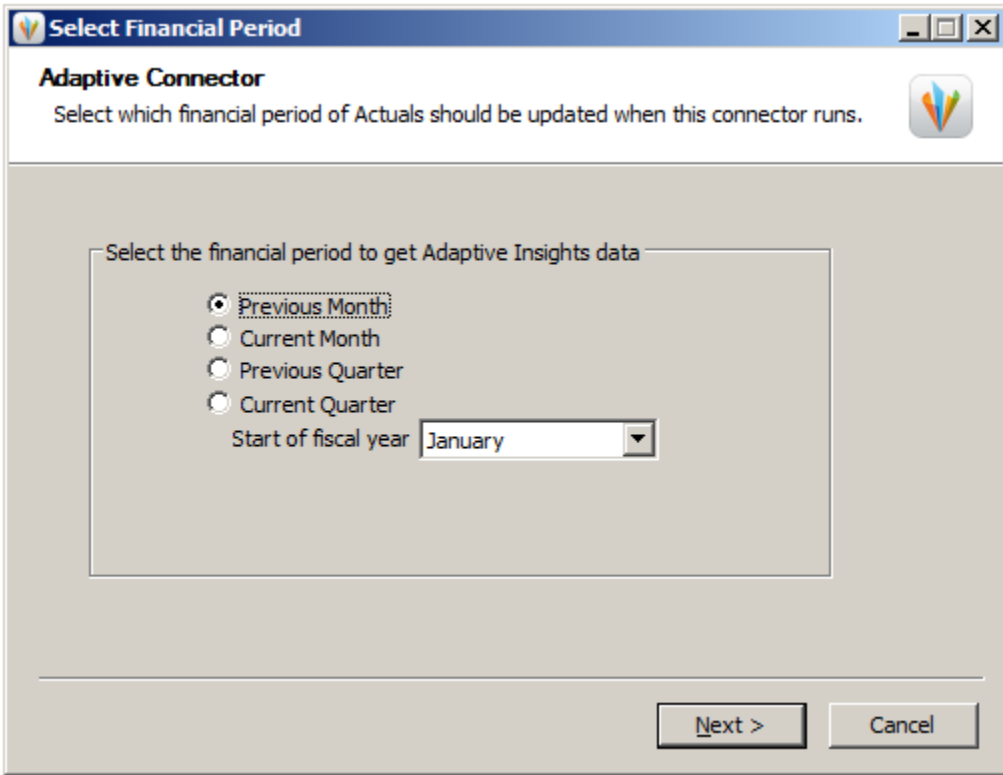 Select Financial Period
Adaptive Connector
Select which financial period of Actuals should be updated when this connector runs.
Select the financial period to get Adaptive Insights data
Previous Month
Current Month
Previous Quarter
Current Quarter
Start of fiscal year January
Next > Cancel